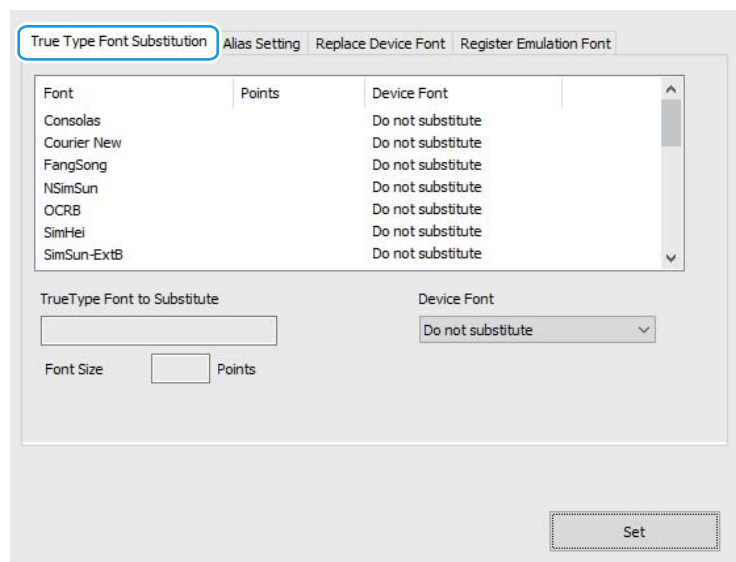 True Type Font Substitution Alias Setting Replace Device Font Register Emulation Font
Font Points Device Font
Consolas Do not substitute
Courier New Do not substitute
FangSong Do not substitute
NSimSun Do not substitute
OCRB Do not substitute
SimHei Do not substitute
SimSun-ExtB Do not substitute
TrueType Font to Substitute Device Font
Do not substitute
Font Size Points
Set